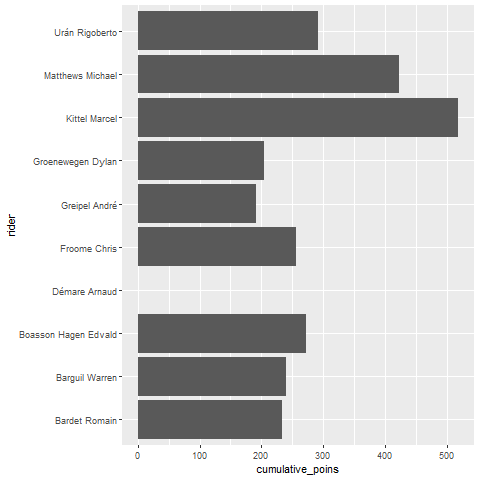 Urán Rigoberto
Matthews Michael
Kittel Marcel
Groenewegen Dylan
Greipel André
Froome Chris
Démare Arnaud
Boasson Hagen Edvald
Barguil Warren
Bardet Romain
rider
0 100 200 300 400 500
cumulative_poins